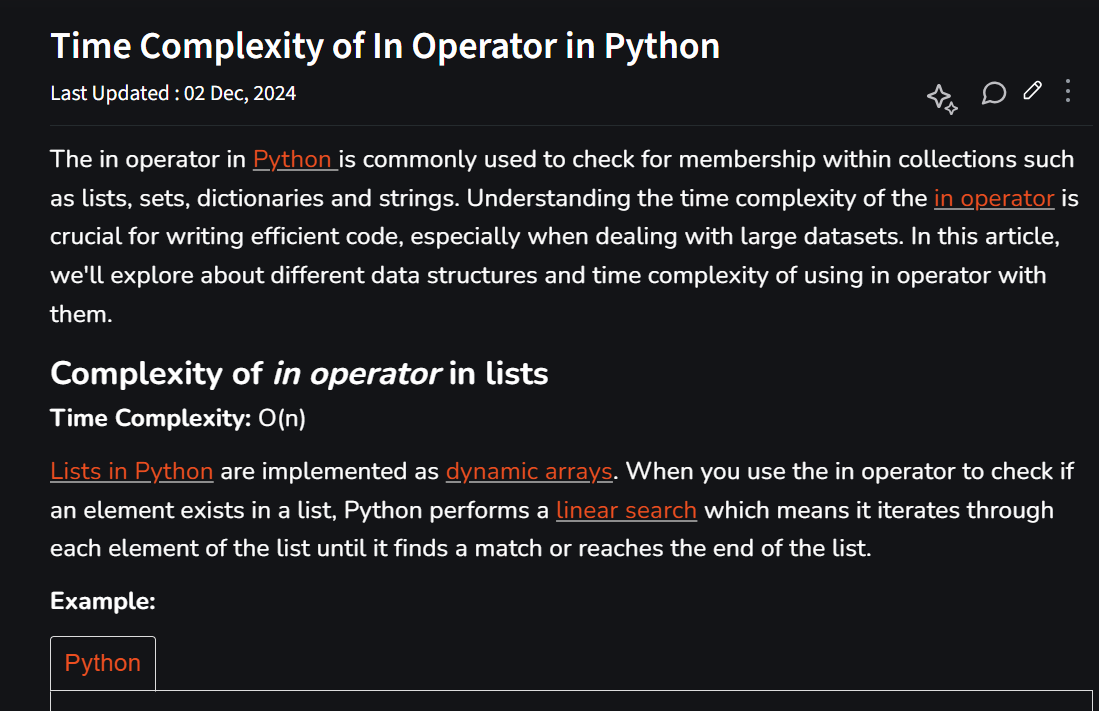 Time Complexity of In Operator in Python
Last Updated : 02 Dec, 2024
The in operator in Python is commonly used to check for membership within collections such
as lists, sets, dictionaries and strings. Understanding the time complexity of the in operator is
crucial for writing efficient code, especially when dealing with large datasets. In this article,
we'll explore about different data structures and time complexity of using in operator with
them.
Complexity of in operator in lists
Time Complexity: O(n)
Lists in Python are implemented as dynamic arrays. When you use the in operator to check if
an element exists in a list, Python performs a linear search which means it iterates through
each element of the list until it finds a match or reaches the end of the list.
Example:
Python